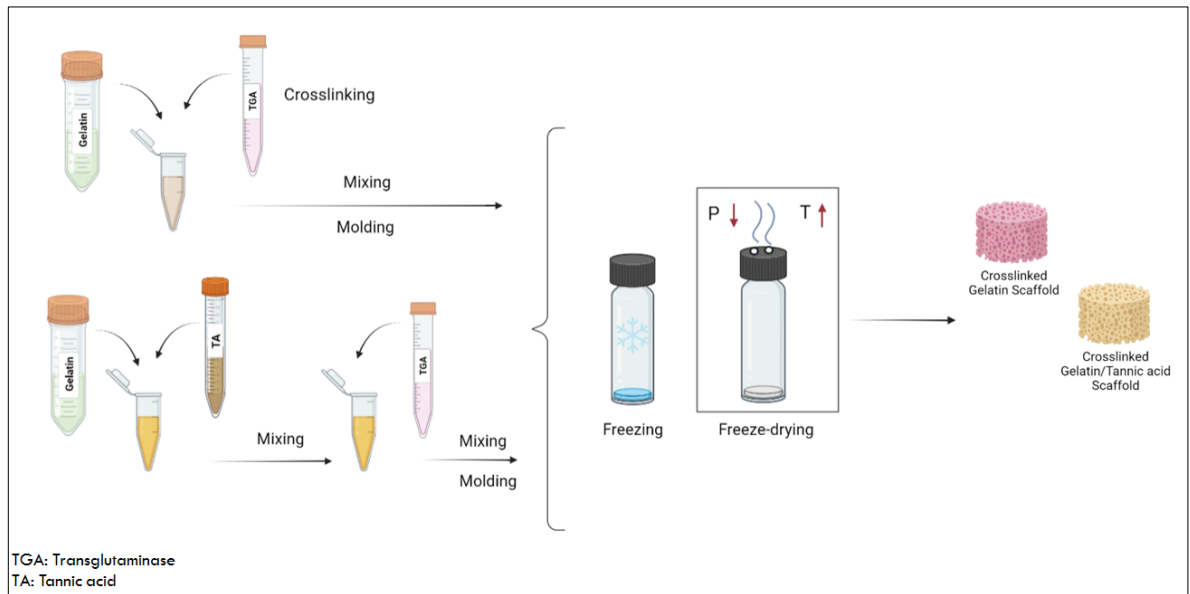 Gelatin
TGA
Crosslinking
Mixing
Molding
Gelatin
TA
Mixing
TGA
Mixing
Molding
Freezing
P
T
Freeze-drying
Crosslinked
Gelatin Scaffold
Crosslinked
Gelatin/Tannic acid
Scaffold
TGA: Transglutaminase
TA: Tannic acid